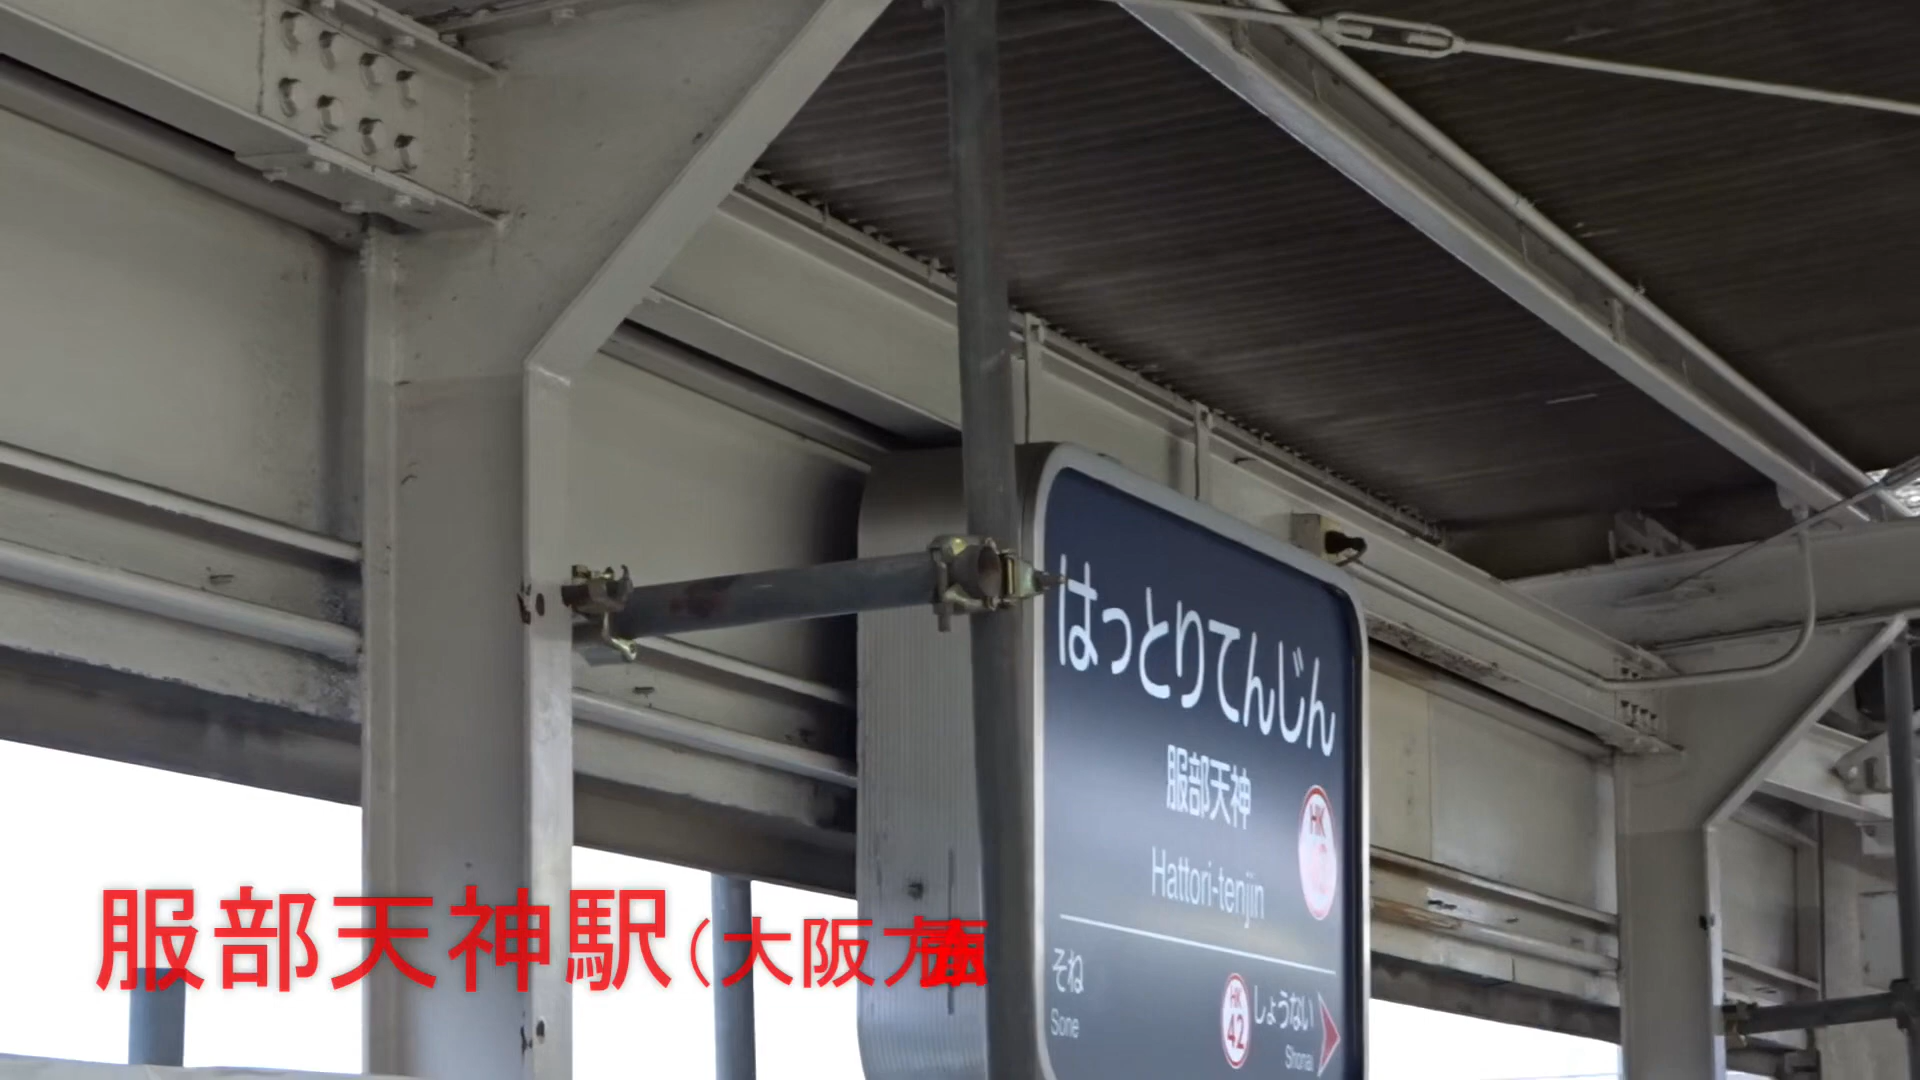 はっとりてんじん
服部天神
Hattori-tenjin
HK
そね
Sone
HK
42
しょうない
Shonai
服部天神駅(大阪方